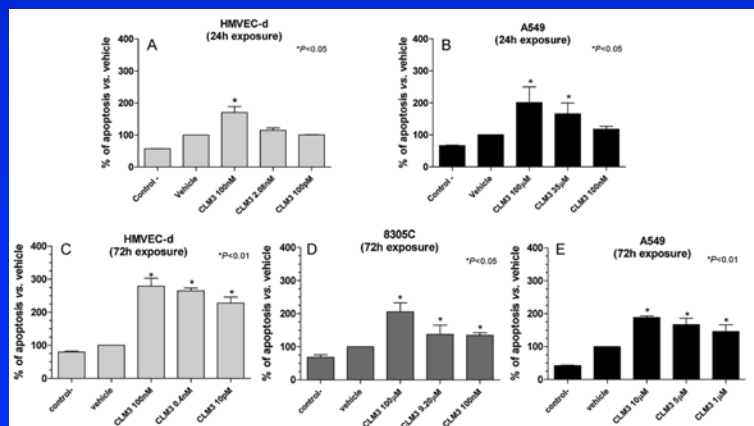 HMVEC-d
(24h exposure)
A
*P<0.05
% of apoptosis vs. vehicle
400
300
200
100
0
*
Control -
Vehicle
CLM3 100nM
CLM3 2.08nM
CLM3 100pM
A549
(24h exposure)
B
*P<0.05
% of apoptosis vs. vehicle
400
300
200
100
0
*
*
Control -
Vehicle
CLM3 100µM
CLM3 35µM
CLM3 100nM
HMVEC-d
(72h exposure)
C
*P<0.01
% of apoptosis vs. vehicle
400
300
200
100
0
*
*
*
control-
vehicle
CLM3 100nM
CLM3 0.4nM
CLM3 10pM
8305C
(72h exposure)
D
*P<0.05
% of apoptosis vs. vehicle
400
300
200
100
0
*
*
*
control-
vehicle
CLM3 100µM
CLM3 9.20µM
CLM3 100nM
A549
(72h exposure)
E
*P<0.01
% of apoptosis vs. vehicle
400
300
200
100
0
*
*
*
control-
vehicle
CLM3 10µM
CLM3 5µM
CLM3 1µM